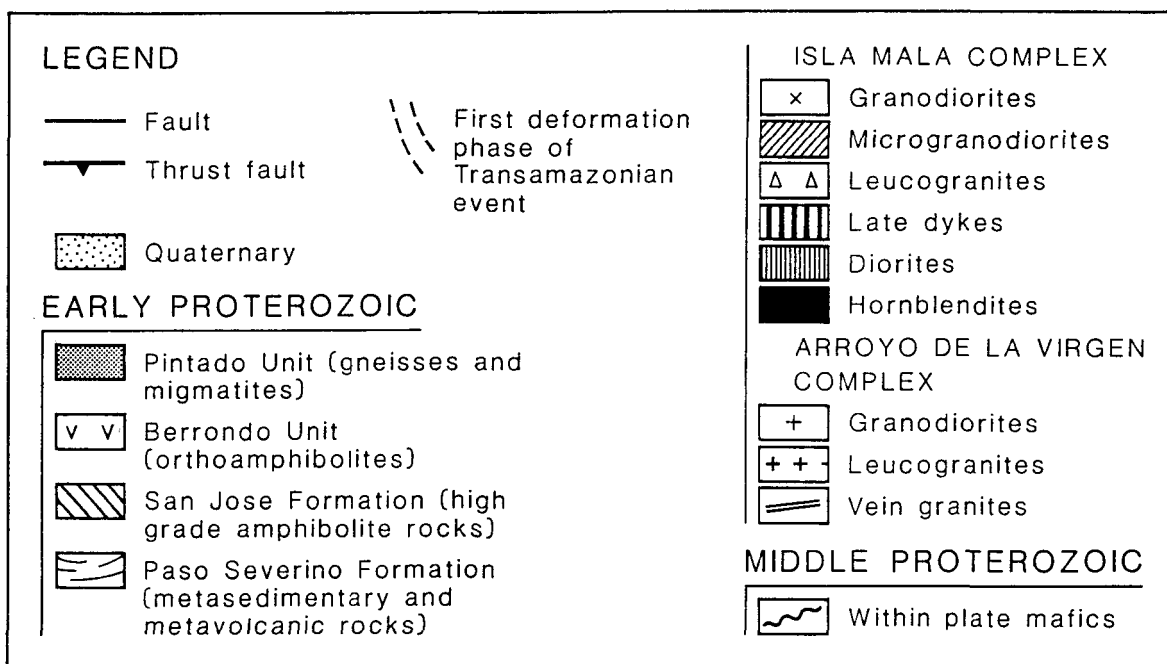 LEGEND
Fault
Thrust fault
First deformation
phase of
Transamazonian
event
Quaternary
EARLY PROTEROZOIC
Pintado Unit (gneisses and
migmatites)
Berrondo Unit
(orthoamphibolites)
San Jose Formation (high
grade amphibolite rocks)
Paso Severino Formation
(metasedimentary and
metavolcanic rocks)
ISLA MALA COMPLEX
Granodiorites
Microgranodiorites
Leucogranites
Late dykes
Diorites
Hornblendites
ARROYO DE LA VIRGEN
COMPLEX
Granodiorites
Leucogranites
Vein granites
MIDDLE PROTEROZOIC
Within plate mafics